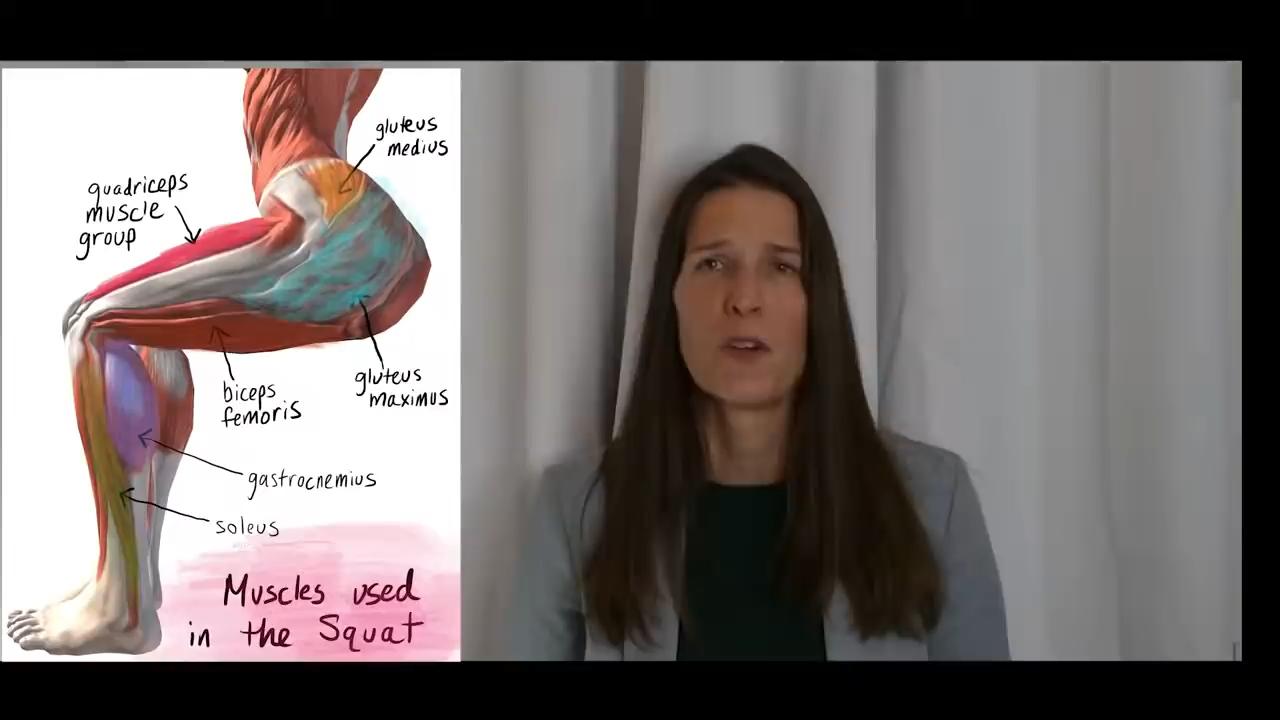 gluteus
medius
quadriceps
muscle
group
biceps
femoris
gluteus
maximus
gastrocnemius
soleus
Muscles used
in the Squat